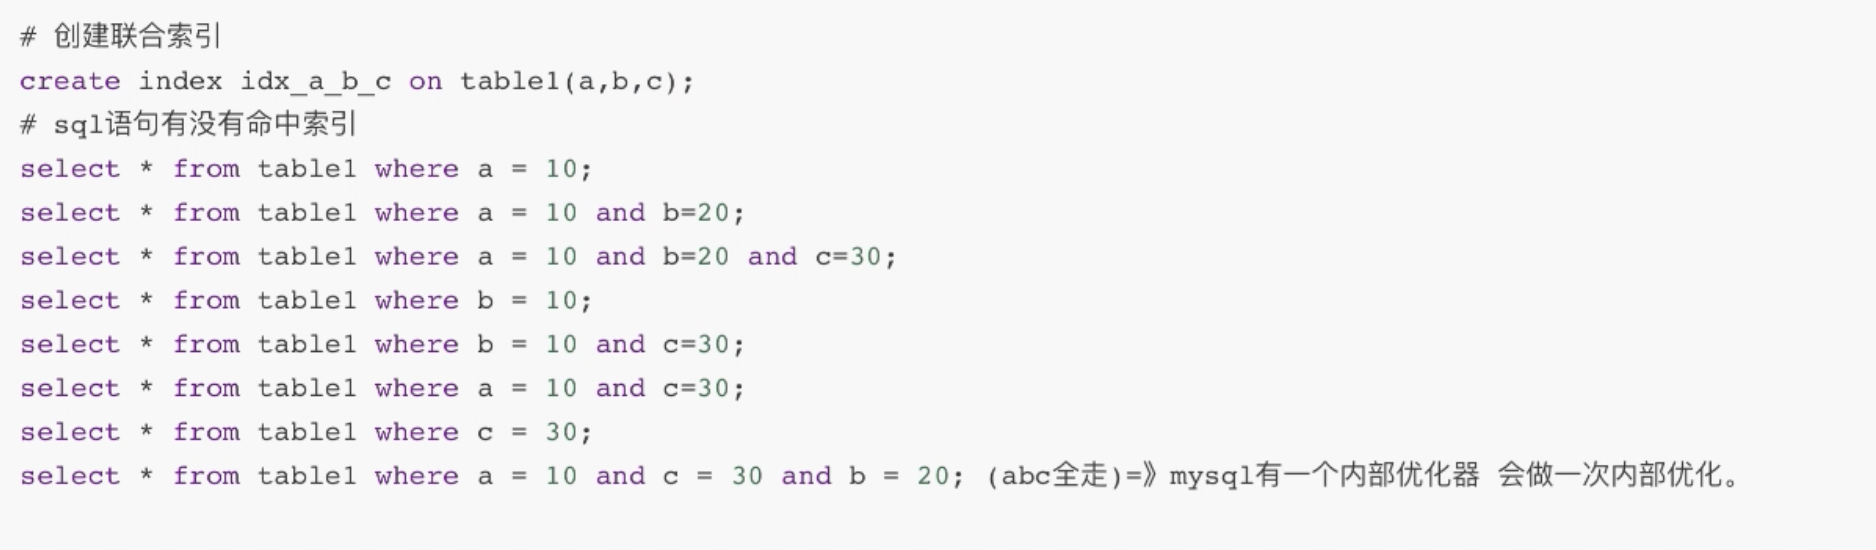 # 创建联合索引
create index idx_a_b_c on table1(a,b,c);
# sql语句有没有命中索引
select * from table1 where a = 10;
select * from table1 where a = 10 and b=20;
select * from table1 where a = 10 and b=20 and c=30;
select * from table1 where b = 10;
select * from table1 where b = 10 and c=30;
select * from table1 where a = 10 and c=30;
select * from table1 where c = 30;
select * from table1 where a = 10 and c = 30 and b = 20; (abc全走)=》mysql有一个内部优化器 会做一次内部优化。